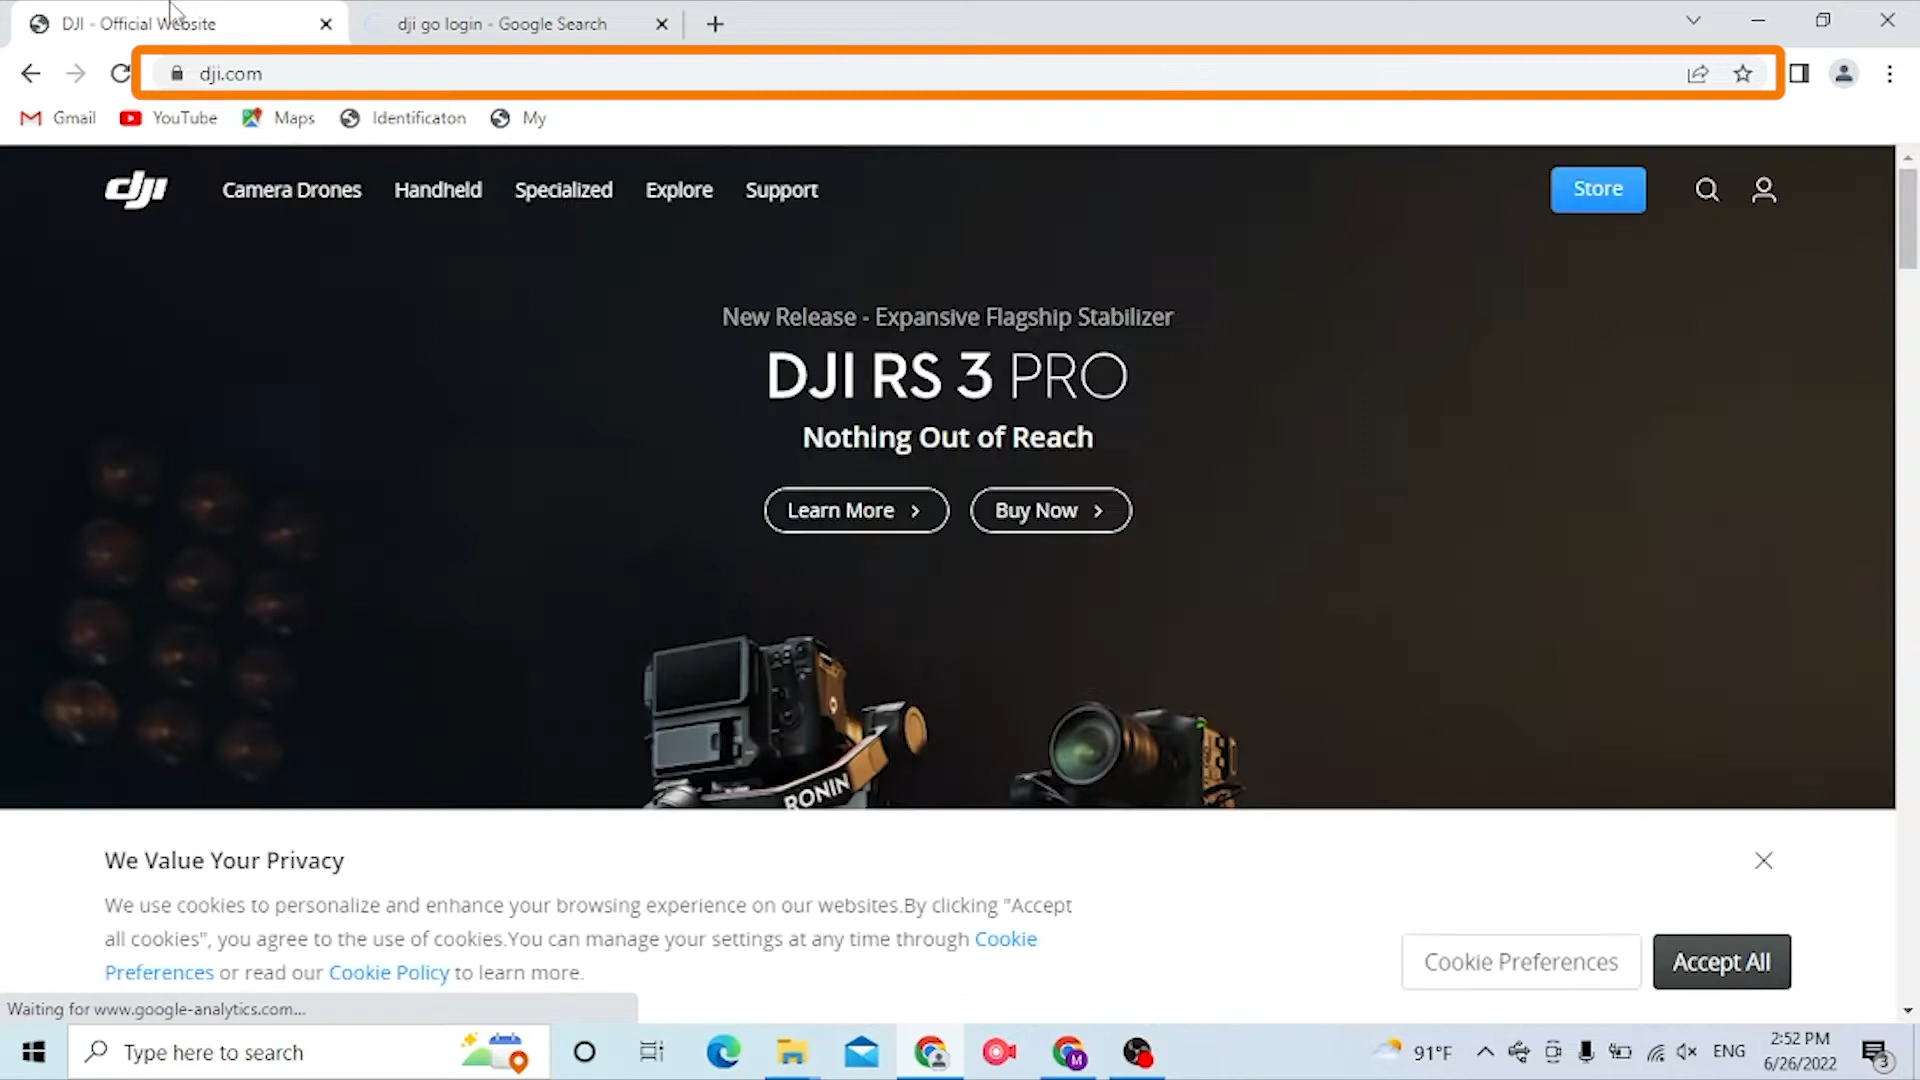 DJI - Official Website
dji go login - Google Search
dji.com
Gmail
YouTube
Maps
Identificaton
My
dji
Camera Drones
Handheld
Specialized
Explore
Support
Store
New Release - Expansive Flagship Stabilizer
DJI RS 3 PRO
Nothing Out of Reach
Learn More >
Buy Now >
RONIN
We Value Your Privacy
We use cookies to personalize and enhance your browsing experience on our websites.By clicking "Accept
all cookies", you agree to the use of cookies.You can manage your settings at any time through Cookie
Preferences or read our Cookie Policy to learn more.
Cookie Preferences
Accept All
Waiting for www.google-analytics.com...
Type here to search
M
91°F
ENG
2:52 PM
6/26/2022
3